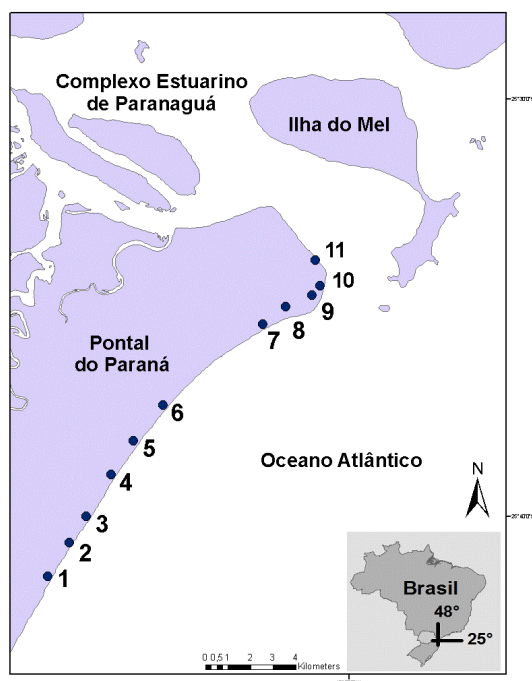 Complexo Estuarino
de Paranaguá
Ilha do Mel
11
10
9
8
7
Pontal
do Paraná
6
5
4
3
2
1
Oceano Atlântico
N
Brasil
48°
25°
0 0,5 1 2 3 4
Kilometers